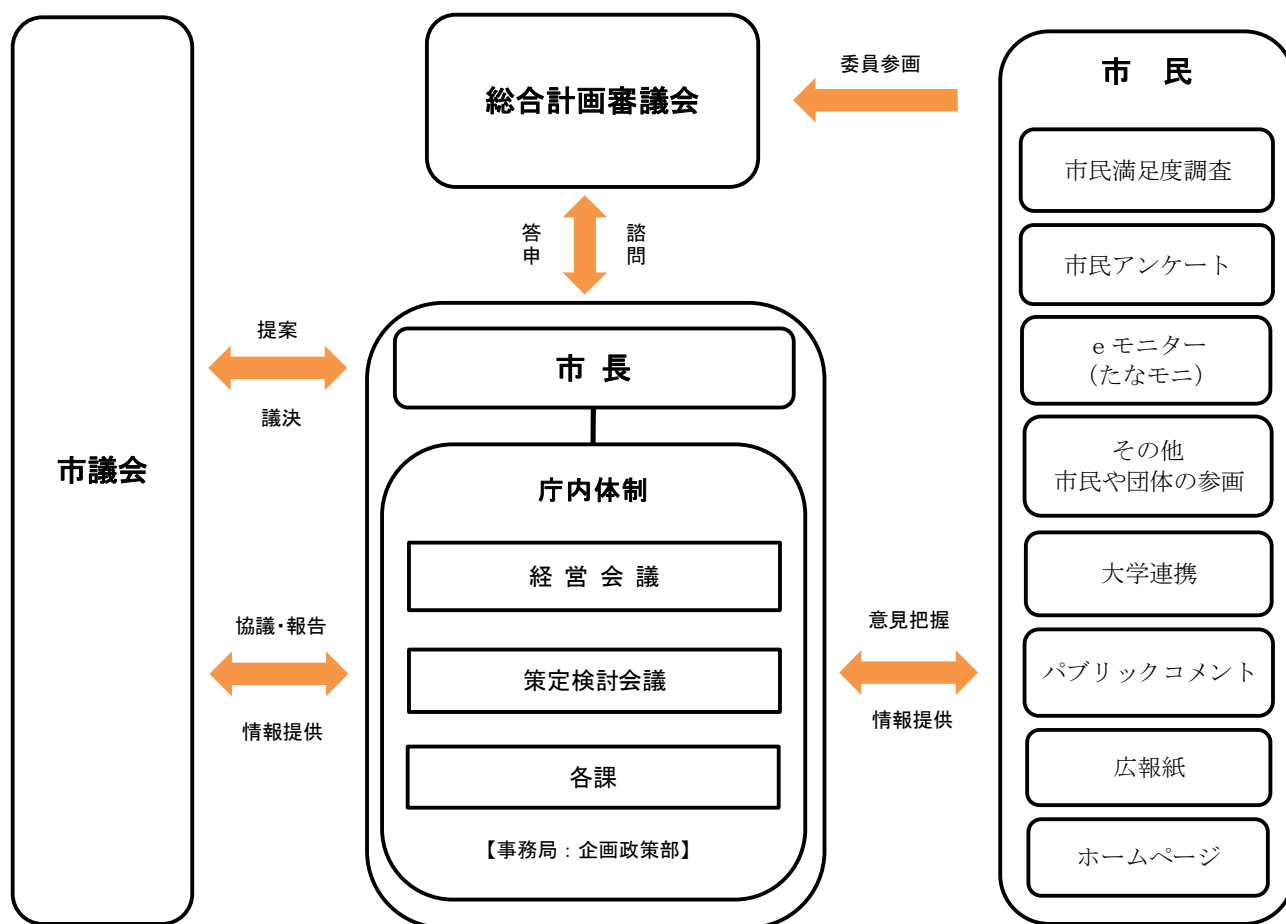 市議会
総合計画審議会
委員参画
答申
諮問
提案
議決
協議・報告
情報提供
市 長
庁内体制
経 営 会 議
策定検討会議
各課
【事務局：企画政策部】
意見把握
情報提供
市 民
市民満足度調査
市民アンケート
e モニター
（たなモニ）
その他
市民や団体の参画
大学連携
パブリックコメント
広報紙
ホームページ